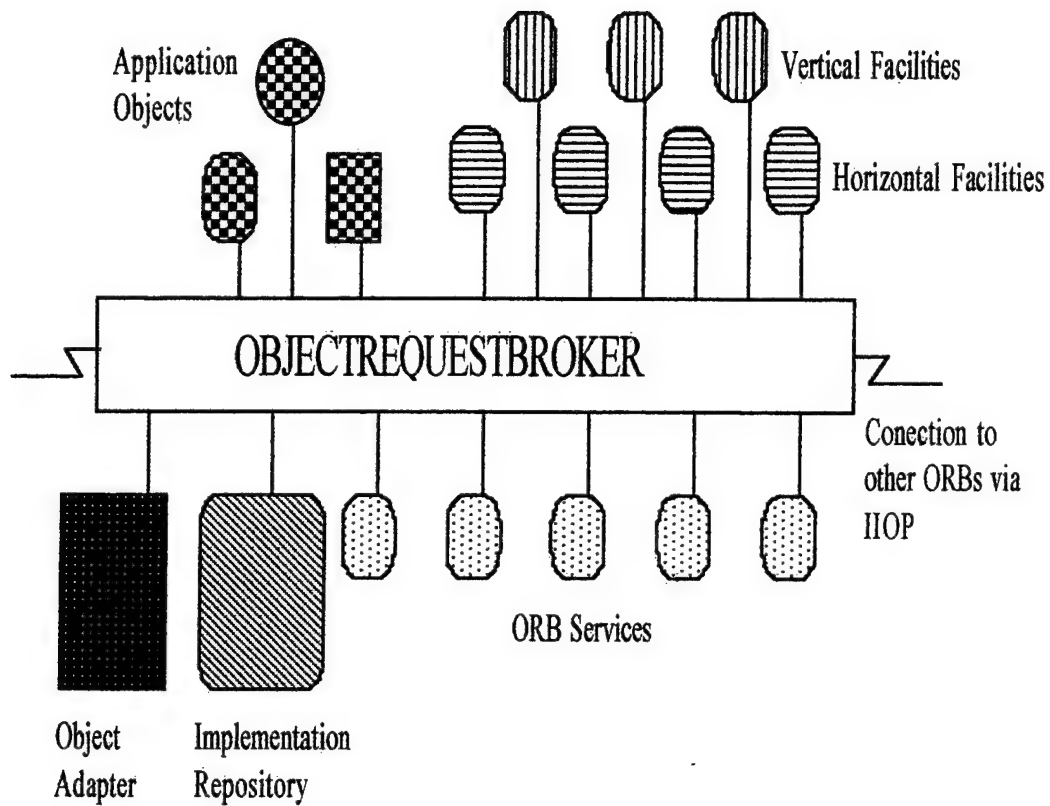 Application
Objects
Vertical Facilities
Horizontal Facilities
OBJECTREQUESTBROKER
Conection to
other ORBs via
IIOP
ORB Services
Object
Adapter
Implementation
Repository